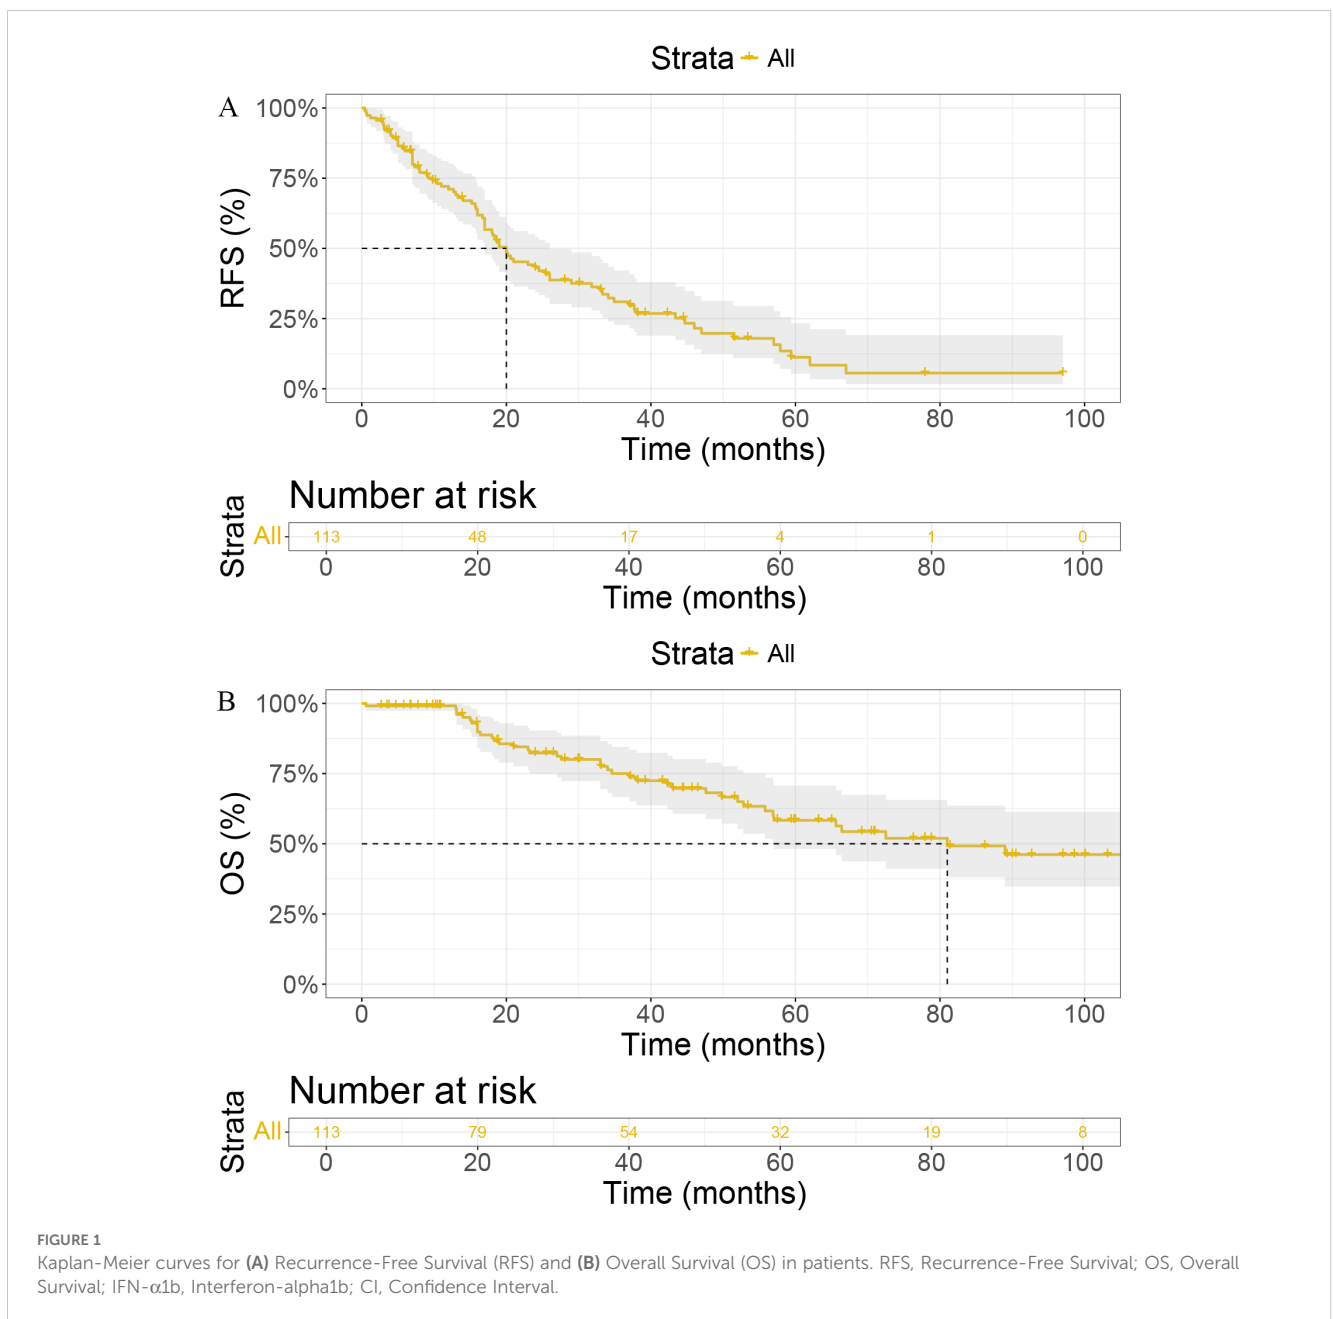 Strata All
A
100%
75%
50%
25%
0%
RFS (%)
0 20 40 60 80 100
Time (months)
Number at risk
Strata
All 113 48 17 4 1 0
0 20 40 60 80 100
Time (months)
Strata All
B
100%
75%
50%
25%
0%
OS (%)
0 20 40 60 80 100
Time (months)
Number at risk
Strata
All 113 79 54 32 19 8
0 20 40 60 80 100
Time (months)
FIGURE 1
Kaplan-Meier curves for (A) Recurrence-Free Survival (RFS) and (B) Overall Survival (OS) in patients. RFS, Recurrence-Free Survival; OS, Overall
Survival; IFN-α1b, Interferon-alpha1b; CI, Confidence Interval.